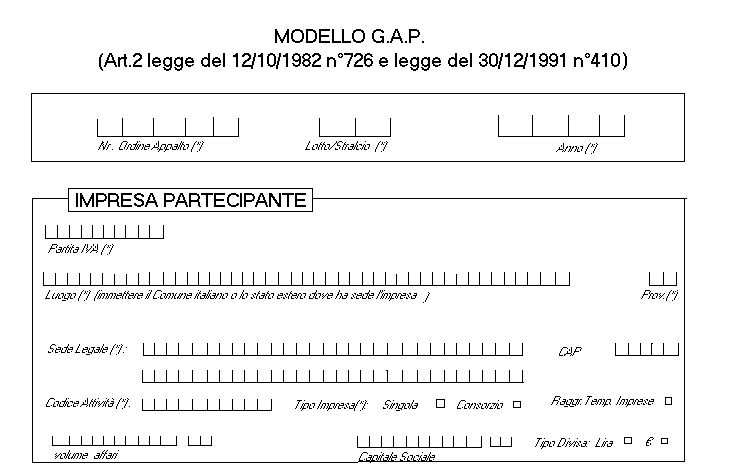 MODELLO G.A.P.
(Art.2 legge del 12/10/1982 n°726 e legge del 30/12/1991 n°410)
Nr. Ordine Appalto (*) Lotto/Stralcio (*) Anno (*)
IMPRESA PARTECIPANTE
Partita IVA (*)
Luogo (*) (immettere il Comune italiano o lo stato estero dove ha sede l'impresa ) Prov.(*)
Sede Legale (*): CAP
Codice Attività (*): Tipo Impresa(*): Singola Consorzio Raggr. Temp. Imprese
volume affari Capitale Sociale Tipo Divisa: Lira €